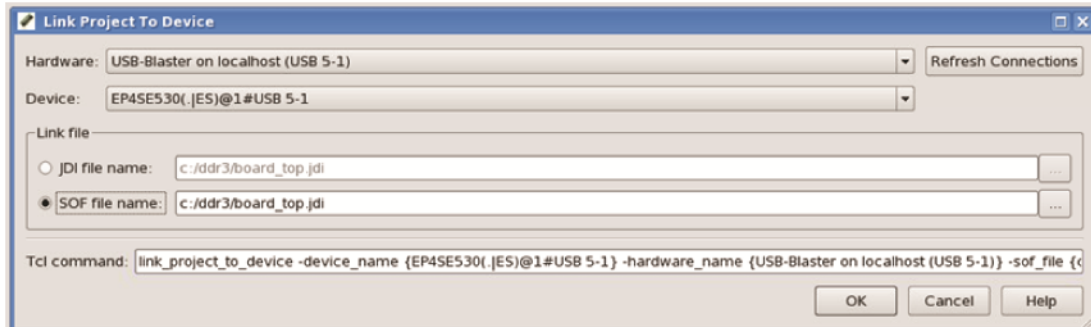 Link Project To Device
Hardware: USB-Blaster on localhost (USB 5-1) Refresh Connections
Device: EP4SE530(.|ES)@1#USB 5-1
Link file
JDI file name: c:/ddr3/board_top.jdi ...
SOF file name: c:/ddr3/board_top.jdi ...
Tcl command: link_project_to_device -device_name {EP4SE530(.|ES)@1#USB 5-1} -hardware_name {USB-Blaster on localhost (USB 5-1)} -sof_file {c
OK Cancel Help